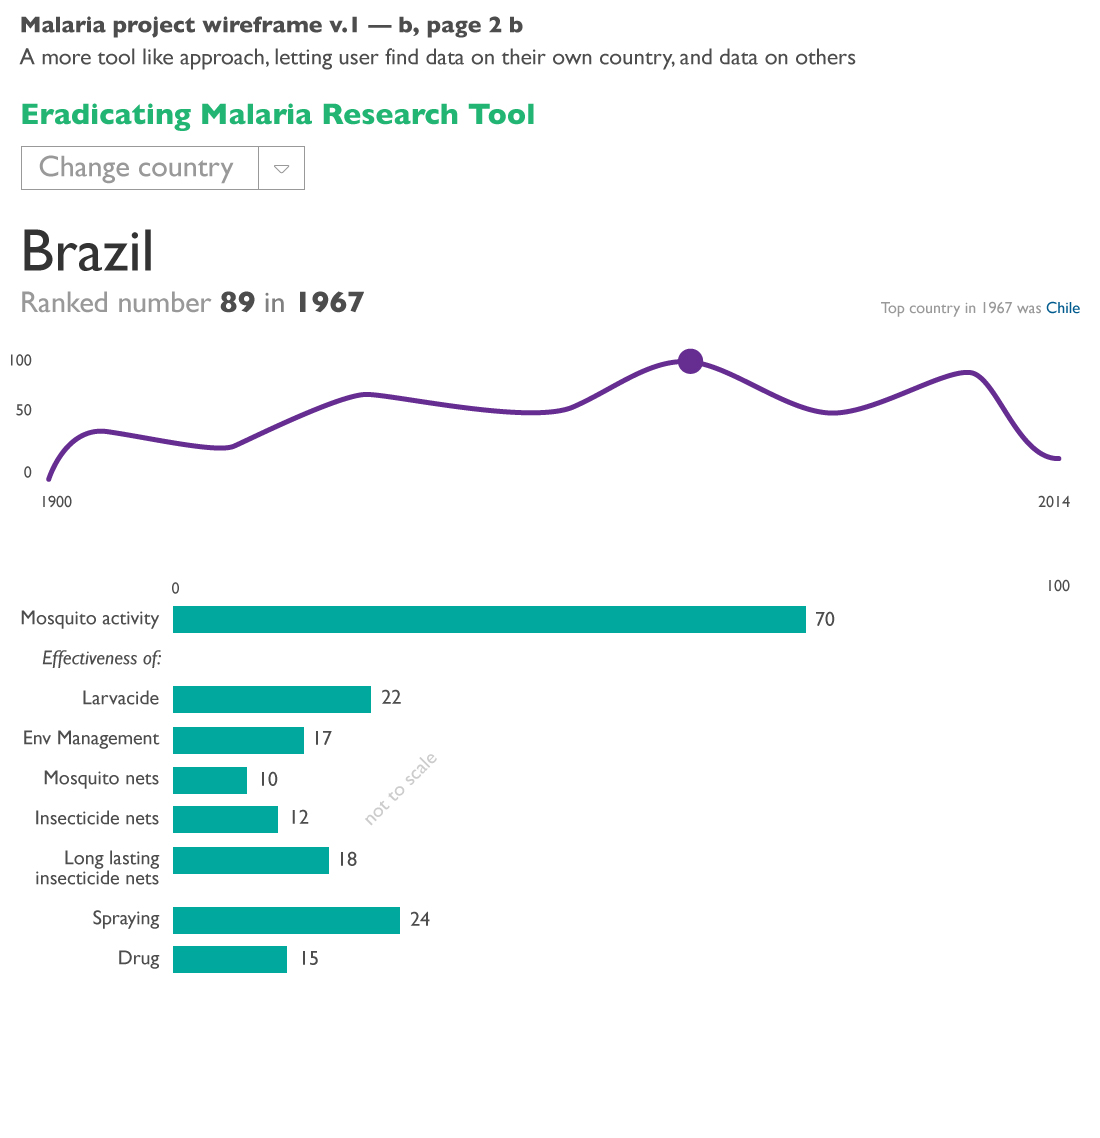 Malaria project wireframe v.1 — b, page 2 b
A more tool like approach, letting user find data on their own country, and data on others
Eradicating Malaria Research Tool
Change country
Brazil
Ranked number 89 in 1967
Top country in 1967 was Chile
100
50
0
1900
2014
0
100
Mosquito activity
70
Effectiveness of:
Larvacide
22
Env Management
17
Mosquito nets
10
not to scale
Insecticide nets
12
Long lasting
insecticide nets
18
Spraying
24
Drug
15